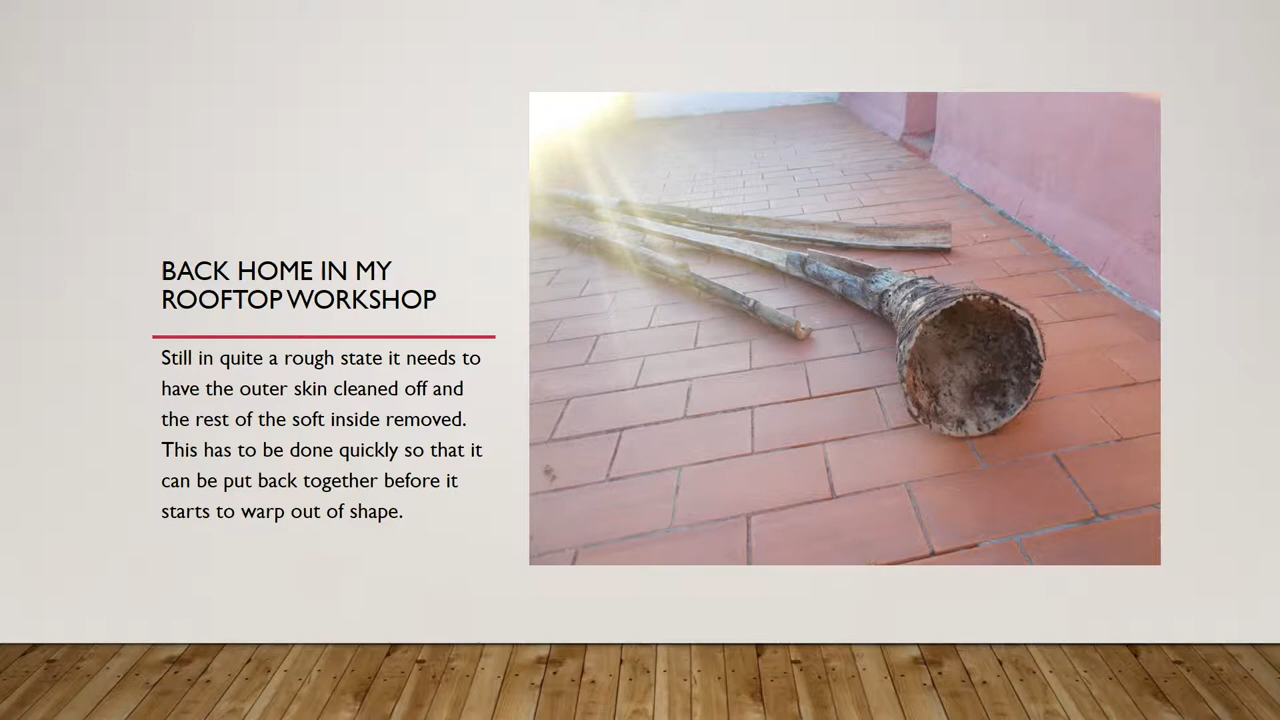 BACK HOME IN MY
ROOFTOP WORKSHOP
Still in quite a rough state it needs to
have the outer skin cleaned off and
the rest of the soft inside removed.
This has to be done quickly so that it
can be put back together before it
starts to warp out of shape.